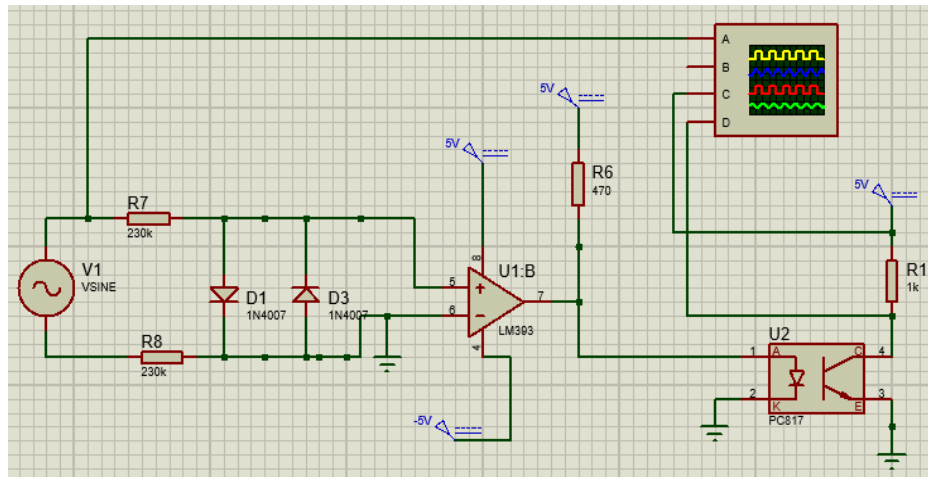 A
B
C
D
5V
5V
5V
R7
230k
R6
470
R1
1k
V1
VSINE
D1
1N4007
D3
1N4007
8
5
6
7
4
U1:B
LM393
R8
230k
-5V
U2
1
A
C
4
2
K
E
3
PC817